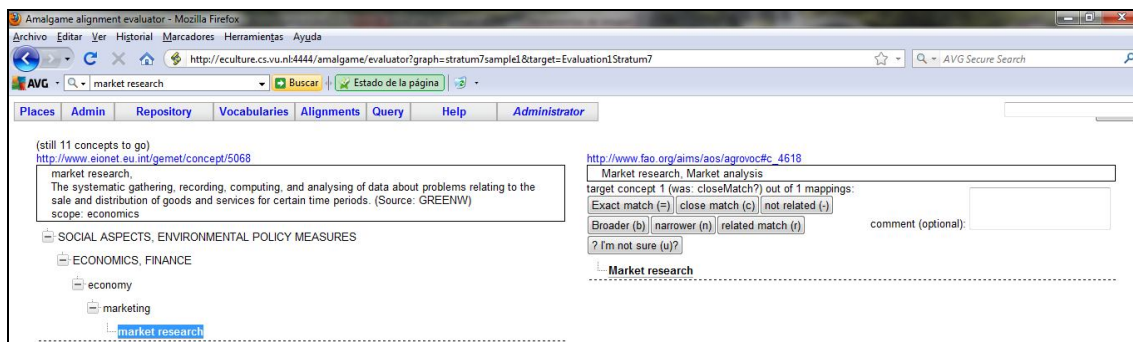 Amalgame alignment evaluator - Mozilla Firefox
Archivo Editar Ver Historial Marcadores Herramientas Ayuda
http://eculture.cs.vu.nl:4444/amalgame/evaluator?graph=stratum7sample1&target=Evaluation1Stratum7
AVG Secure Search
AVG market research Buscar Estado de la página
Places Admin Repository Vocabularies Alignments Query Help Administrator
(still 11 concepts to go)
http://www.eionet.eu.int/gemet/concept/5068
market research,
The systematic gathering, recording, computing, and analysing of data about problems relating to the
sale and distribution of goods and services for certain time periods. (Source: GREENW)
scope: economics
SOCIAL ASPECTS, ENVIRONMENTAL POLICY MEASURES
ECONOMICS, FINANCE
economy
marketing
market research
http://www.fao.org/aims/aos/agrovoc#c_4618
Market research, Market analysis
target concept 1 (was: closeMatch?) out of 1 mappings:
Exact match (=) close match (c) not related (-)
Broader (b) narrower (n) related match (r)
comment (optional):
? I'm not sure (u)?
Market research